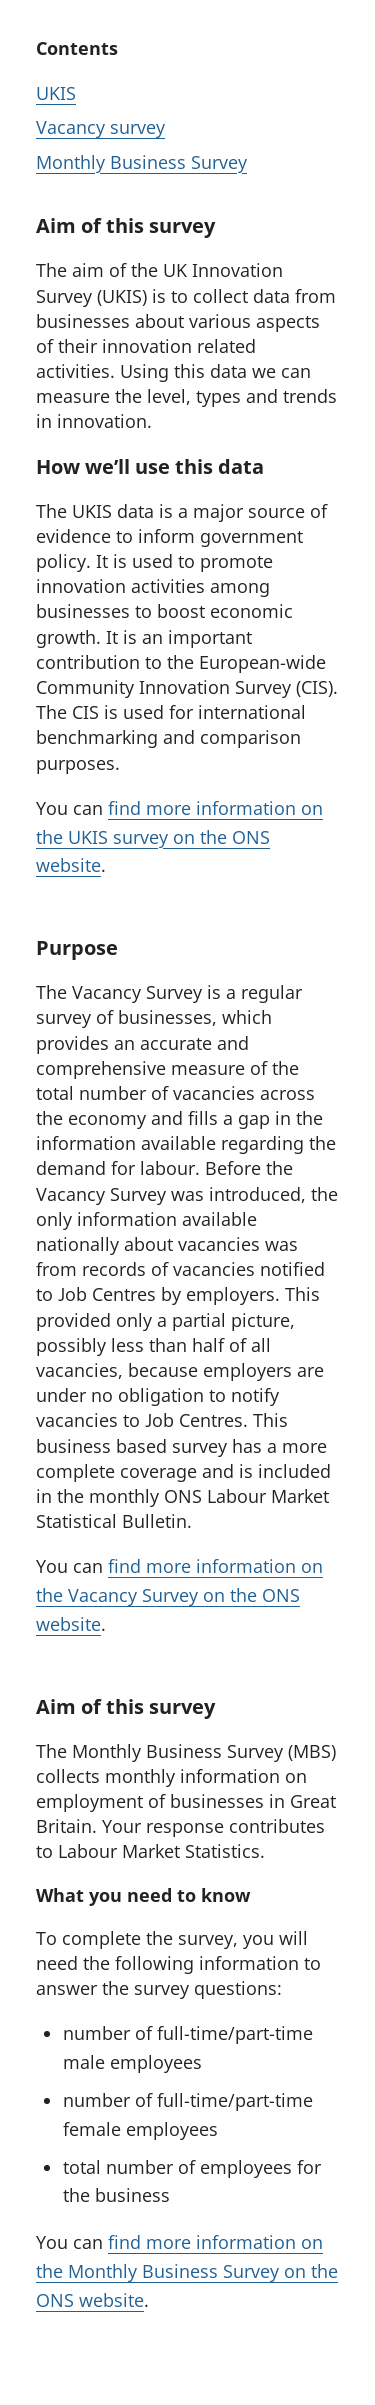 Contents
UKIS
Vacancy survey
Monthly Business Survey
Aim of this survey
The aim of the UK Innovation
Survey (UKIS) is to collect data from
businesses about various aspects
of their innovation related
activities. Using this data we can
measure the level, types and trends
in innovation.
How we’ll use this data
The UKIS data is a major source of
evidence to inform government
policy. It is used to promote
innovation activities among
businesses to boost economic
growth. It is an important
contribution to the European-wide
Community Innovation Survey (CIS).
The CIS is used for international
benchmarking and comparison
purposes.
You can find more information on
the UKIS survey on the ONS
website.
Purpose
The Vacancy Survey is a regular
survey of businesses, which
provides an accurate and
comprehensive measure of the
total number of vacancies across
the economy and fills a gap in the
information available regarding the
demand for labour. Before the
Vacancy Survey was introduced, the
only information available
nationally about vacancies was
from records of vacancies notified
to Job Centres by employers. This
provided only a partial picture,
possibly less than half of all
vacancies, because employers are
under no obligation to notify
vacancies to Job Centres. This
business based survey has a more
complete coverage and is included
in the monthly ONS Labour Market
Statistical Bulletin.
You can find more information on
the Vacancy Survey on the ONS
website.
Aim of this survey
The Monthly Business Survey (MBS)
collects monthly information on
employment of businesses in Great
Britain. Your response contributes
to Labour Market Statistics.
What you need to know
To complete the survey, you will
need the following information to
answer the survey questions:
• number of full-time/part-time
male employees
• number of full-time/part-time
female employees
• total number of employees for
the business
You can find more information on
the Monthly Business Survey on the
ONS website.